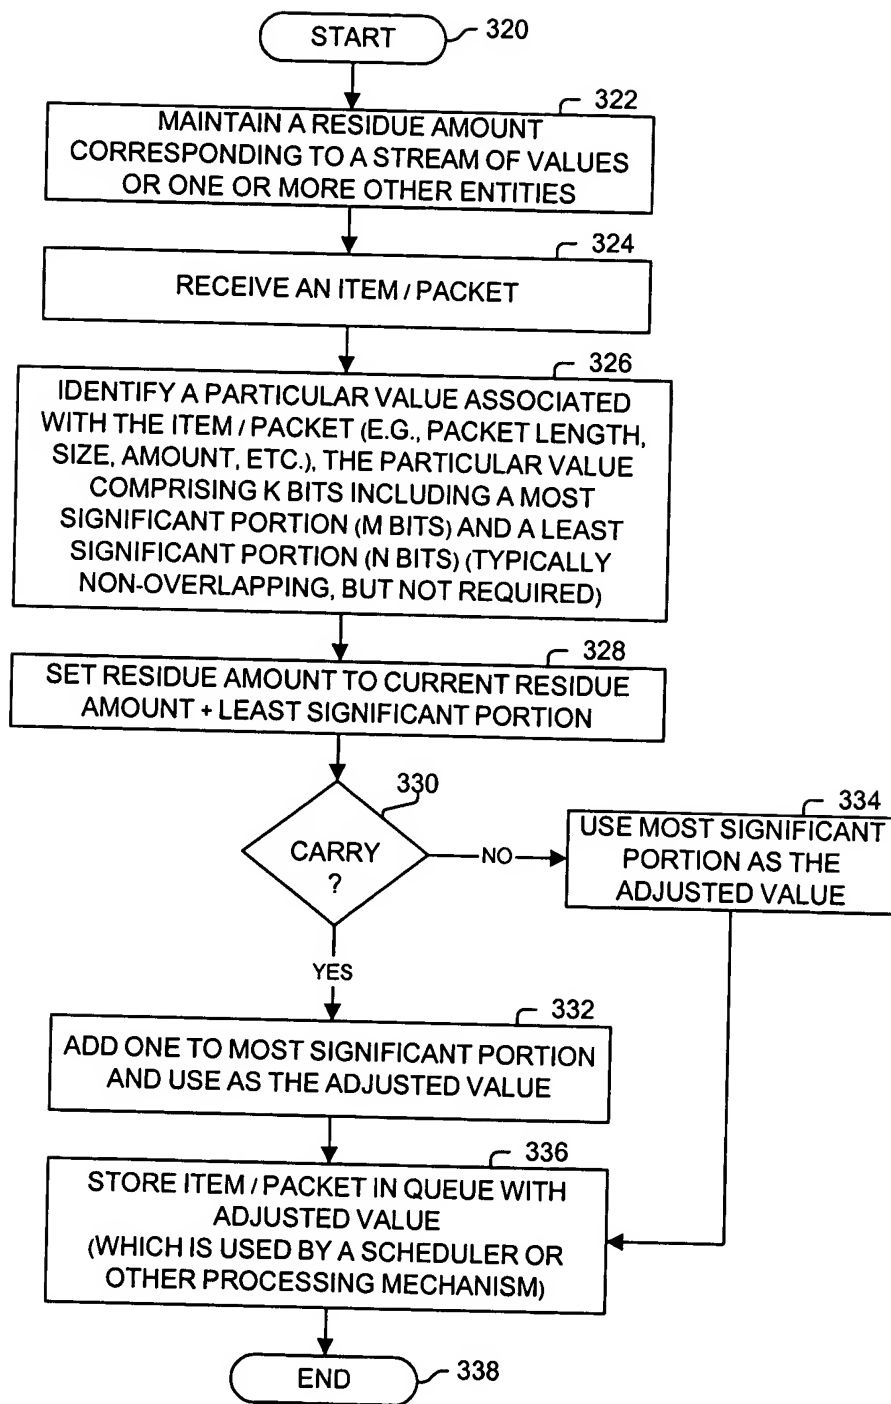 START
320
322
MAINTAIN A RESIDUE AMOUNT
CORRESPONDING TO A STREAM OF VALUES
OR ONE OR MORE OTHER ENTITIES
324
RECEIVE AN ITEM / PACKET
326
IDENTIFY A PARTICULAR VALUE ASSOCIATED
WITH THE ITEM / PACKET (E.G., PACKET LENGTH,
SIZE, AMOUNT, ETC.), THE PARTICULAR VALUE
COMPRISING K BITS INCLUDING A MOST
SIGNIFICANT PORTION (M BITS) AND A LEAST
SIGNIFICANT PORTION (N BITS) (TYPICALLY
NON-OVERLAPPING, BUT NOT REQUIRED)
328
SET RESIDUE AMOUNT TO CURRENT RESIDUE
AMOUNT + LEAST SIGNIFICANT PORTION
330
CARRY
?
NO
334
USE MOST SIGNIFICANT
PORTION AS THE
ADJUSTED VALUE
YES
332
ADD ONE TO MOST SIGNIFICANT PORTION
AND USE AS THE ADJUSTED VALUE
336
STORE ITEM / PACKET IN QUEUE WITH
ADJUSTED VALUE
(WHICH IS USED BY A SCHEDULER OR
OTHER PROCESSING MECHANISM)
END
338